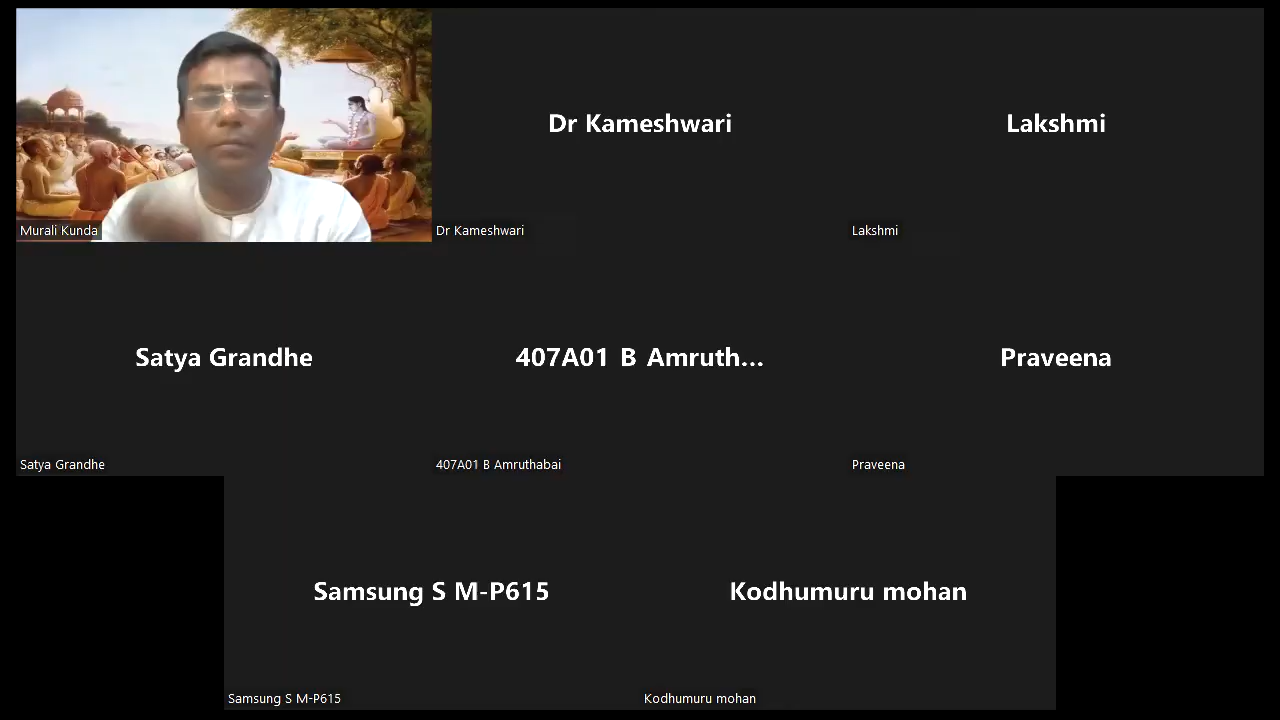 Murali Kunda
Dr Kameshwari
Dr Kameshwari
Lakshmi
Lakshmi
Satya Grandhe
Satya Grandhe
407A01 B Amruth...
407A01 B Amruthabai
Praveena
Praveena
Samsung S M-P615
Samsung S M-P615
Kodhumuru mohan
Kodhumuru mohan